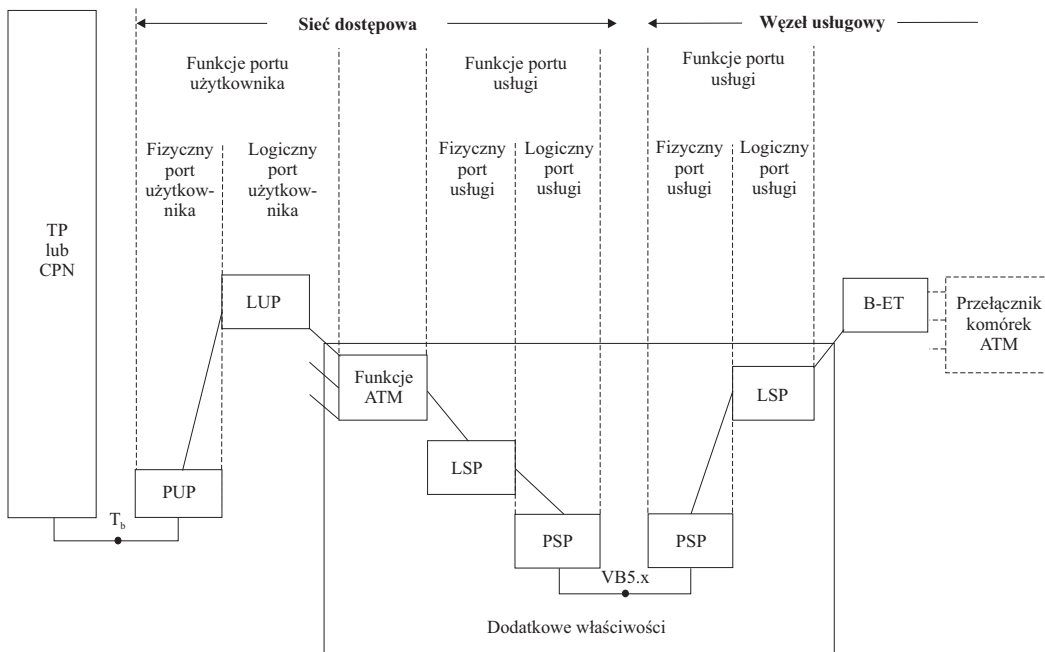 Sieć dostępowa
Węzeł usługowy
Funkcje portu
użytkownika
Funkcje portu
usługi
Funkcje portu
usługi
Fizyczny
port
użytkow-
nika
Logiczny
port
użytkow-
nika
Fizyczny
port
usługi
Logiczny
port
usługi
Fizyczny
port
usługi
Logiczny
port
usługi
TP
lub
CPN
LUP
B-ET
Przełącznik
komórek
ATM
Funkcje
ATM
LSP
LSP
PUP
PSP
PSP
T_b
VB5.x
Dodatkowe właściwości